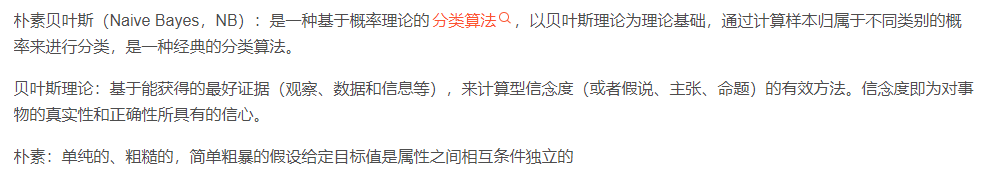 朴素贝叶斯（Naive Bayes，NB）：是一种基于概率理论的分类算法，以贝叶斯理论为理论基础，通过计算样本归属于不同类别的概
率来进行分类，是一种经典的分类算法。
贝叶斯理论：基于能获得的最好证据（观察、数据和信息等），来计算型信念度（或者假说、主张、命题）的有效方法。信念度即为对事
物的真实性和正确性所具有的信心。
朴素：单纯的、粗糙的，简单粗暴的假设给定目标值是属性之间相互条件独立的